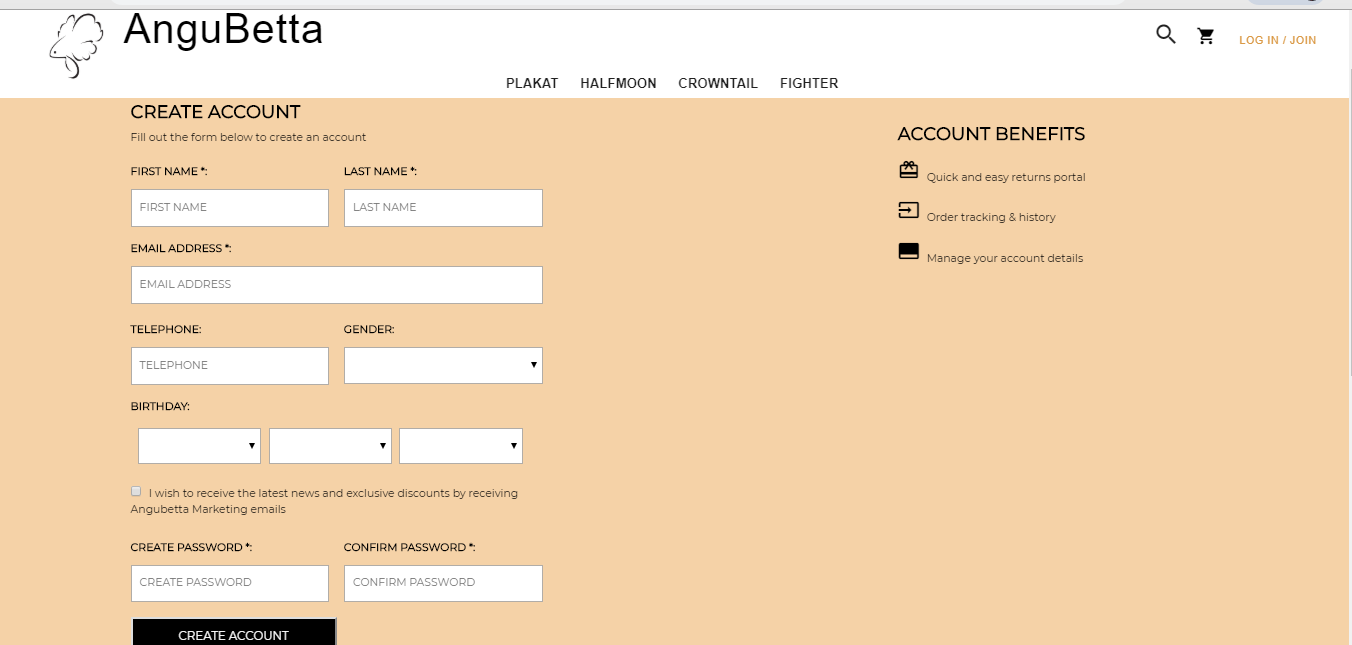 AnguBetta
LOG IN / JOIN
PLAKAT HALFMOON CROWNTAIL FIGHTER
CREATE ACCOUNT
Fill out the form below to create an account
FIRST NAME *: LAST NAME *:
FIRST NAME LAST NAME
EMAIL ADDRESS *:
EMAIL ADDRESS
TELEPHONE: GENDER:
TELEPHONE
BIRTHDAY:
I wish to receive the latest news and exclusive discounts by receiving
Angubetta Marketing emails
CREATE PASSWORD *: CONFIRM PASSWORD *:
CREATE PASSWORD CONFIRM PASSWORD
CREATE ACCOUNT
ACCOUNT BENEFITS
Quick and easy returns portal
Order tracking & history
Manage your account details